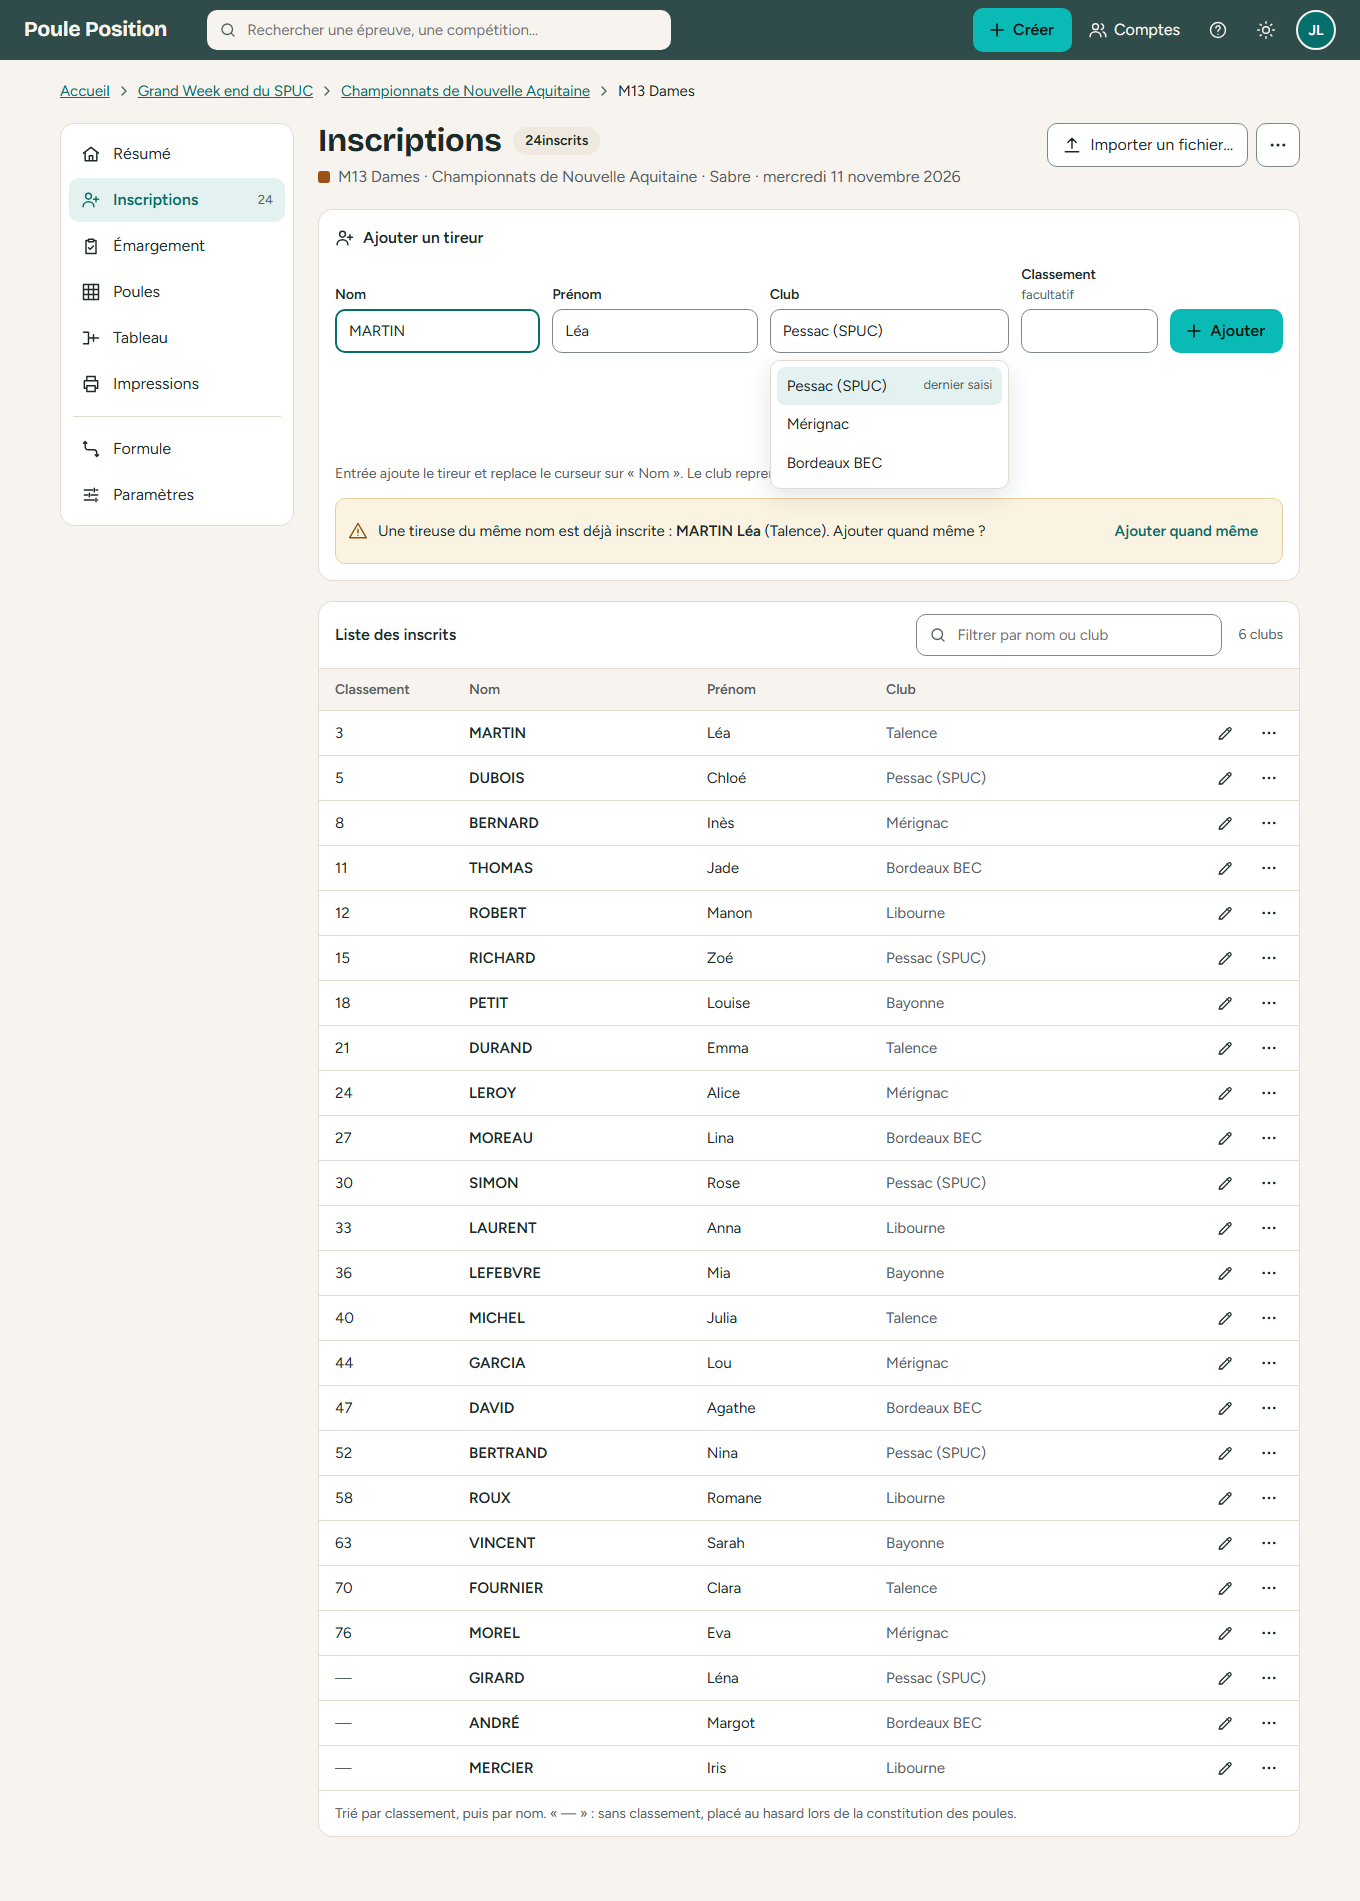 Poule Position
Rechercher une épreuve, une compétition...
Créer
Comptes
JL
Accueil > Grand Week end du SPUC > Championnats de Nouvelle Aquitaine > M13 Dames
Résumé
Inscriptions 24
Émargement
Poules
Tableau
Impressions
Formule
Paramètres
Inscriptions 24inscrits
M13 Dames · Championnats de Nouvelle Aquitaine · Sabre · mercredi 11 novembre 2026
Importer un fichier...
Ajouter un tireur
Nom Prénom Club Classement facultatif
MARTIN Léa Pessac (SPUC) Ajouter
Pessac (SPUC) dernier saisi
Mérignac
Bordeaux BEC
Entrée ajoute le tireur et replace le curseur sur « Nom ». Le club
Une tireuse du même nom est déjà inscrite : MARTIN Léa (Talence). Ajouter quand même ? Ajouter quand même
Liste des inscrits Filtrer par nom ou club 6 clubs
Classement Nom Prénom Club
3 MARTIN Léa Talence
5 DUBOIS Chloé Pessac (SPUC)
8 BERNARD Inès Mérignac
11 THOMAS Jade Bordeaux BEC
12 ROBERT Manon Libourne
15 RICHARD Zoé Pessac (SPUC)
18 PETIT Louise Bayonne
21 DURAND Emma Talence
24 LEROY Alice Mérignac
27 MOREAU Lina Bordeaux BEC
30 SIMON Rose Pessac (SPUC)
33 LAURENT Anna Libourne
36 LEFEBVRE Mia Bayonne
40 MICHEL Julia Talence
44 GARCIA Lou Mérignac
47 DAVID Agathe Bordeaux BEC
52 BERTRAND Nina Pessac (SPUC)
58 ROUX Romane Libourne
63 VINCENT Sarah Bayonne
70 FOURNIER Clara Talence
76 MOREL Eva Mérignac
— GIRARD Léna Pessac (SPUC)
— ANDRÉ Margot Bordeaux BEC
— MERCIER Iris Libourne
Trié par classement, puis par nom. « — » : sans classement, placé au hasard lors de la constitution des poules.